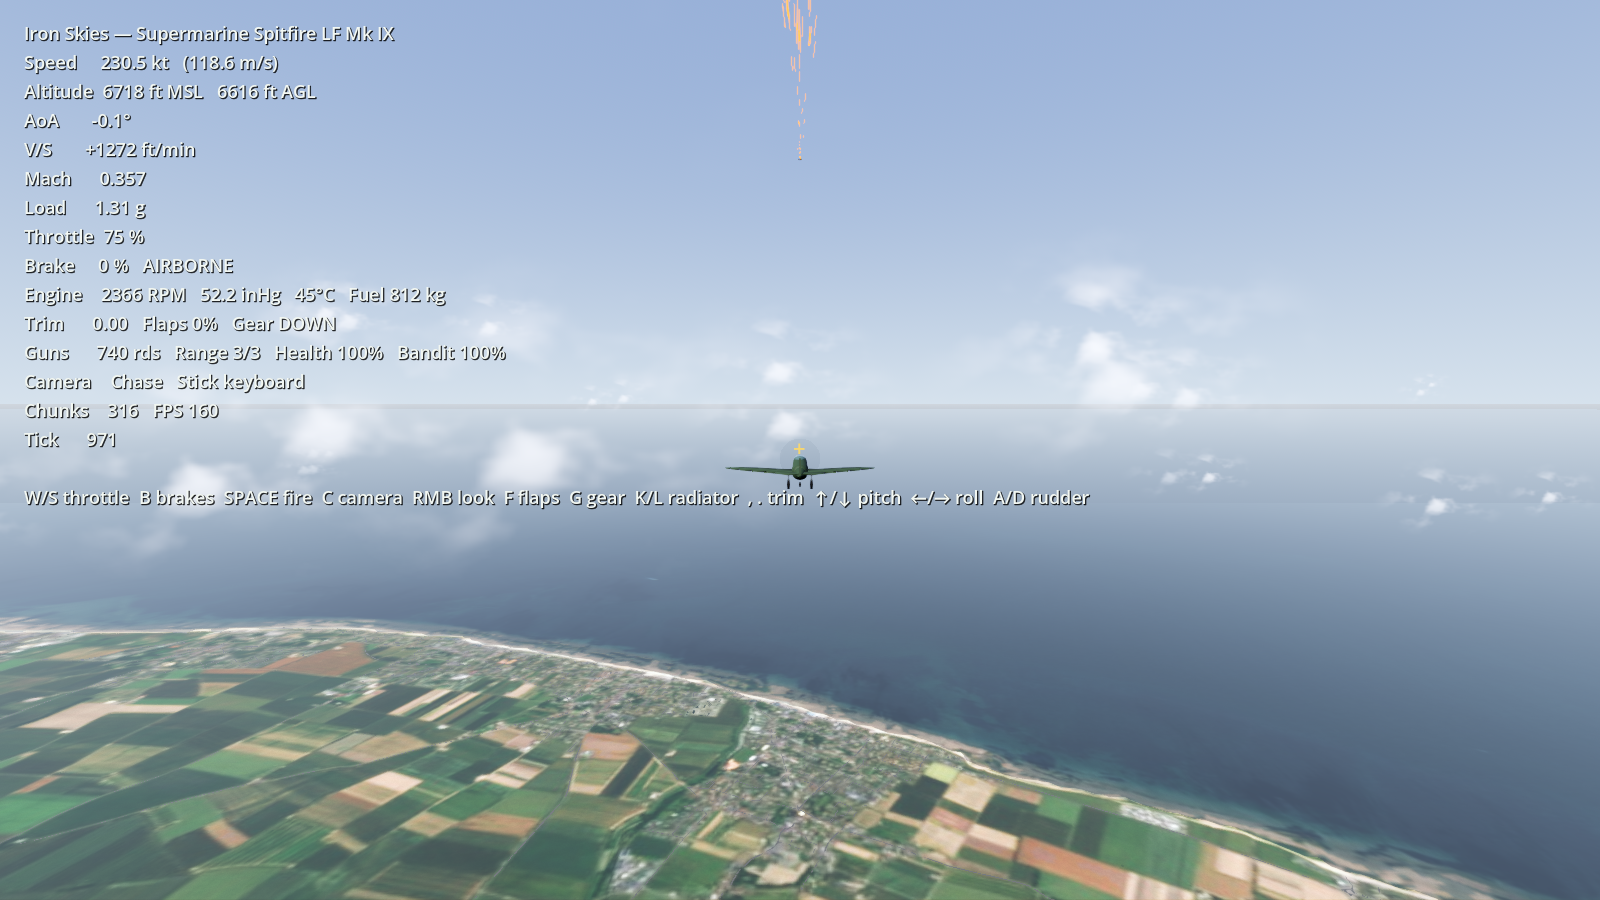 Iron Skies — Supermarine Spitfire LF Mk IX
Speed 230.5 kt (118.6 m/s)
Altitude 6718 ft MSL 6616 ft AGL
AoA -0.1°
V/S +1272 ft/min
Mach 0.357
Load 1.31 g
Throttle 75 %
Brake 0 % AIRBORNE
Engine 2366 RPM 52.2 inHg 45°C Fuel 812 kg
Trim 0.00 Flaps 0% Gear DOWN
Guns 740 rds Range 3/3 Health 100% Bandit 100%
Camera Chase Stick keyboard
Chunks 316 FPS 160
Tick 971
W/S throttle B brakes SPACE fire C camera RMB look F flaps G gear K/L radiator , . trim ↑/↓ pitch ←/→ roll A/D rudder